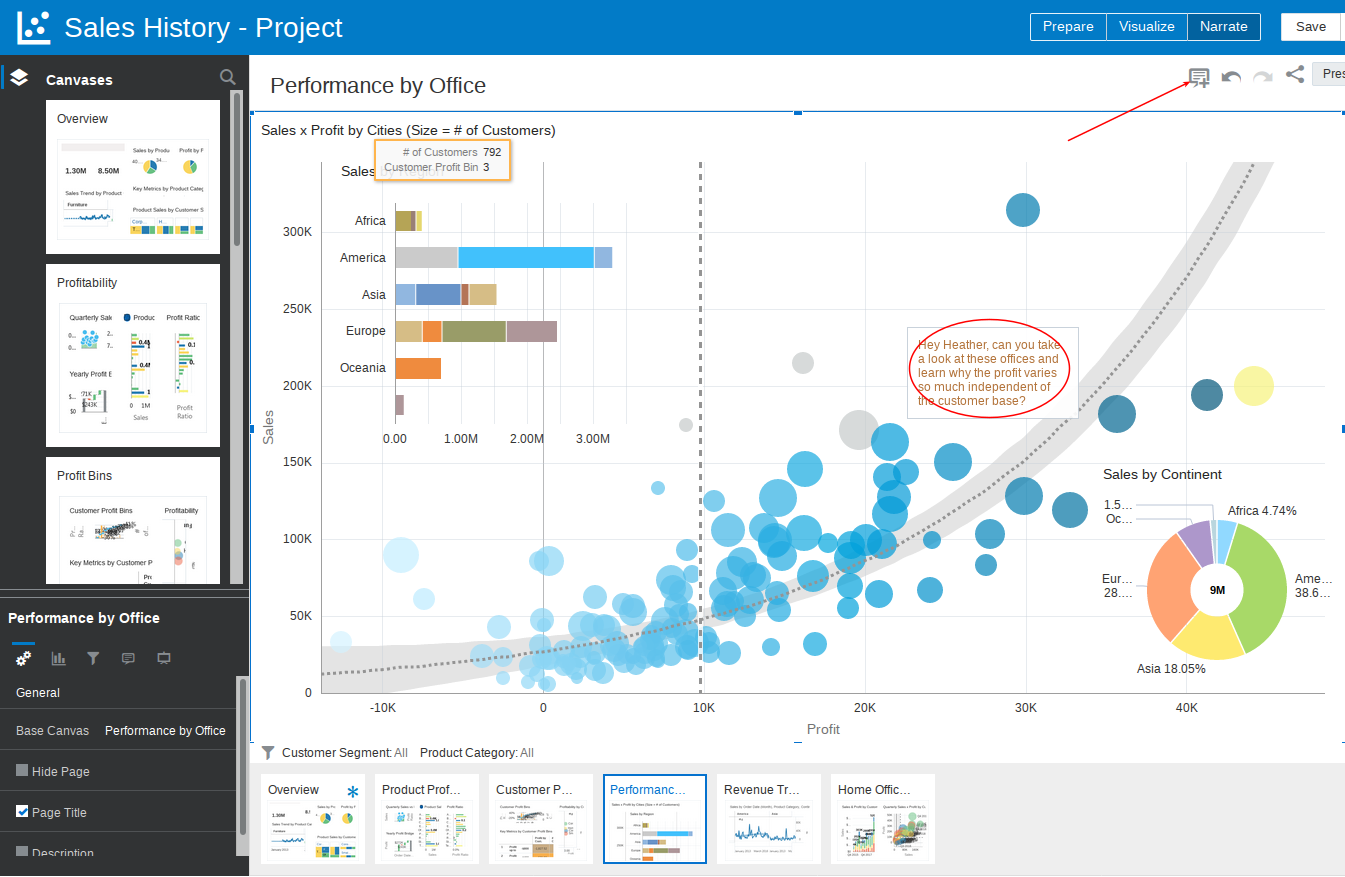 Sales History - Project
Prepare
Visualize
Narrate
Save
Pres
Canvases
Performance by Office
Overview
Sales by Produ
Profit by F
1.30M
8.50M
Sales Trend by Product
Furniture
Key Metrics by Product Categ
Product Sales by Customer S
Profitability
Quarterly Sal
Produc
Profit Ratic
Yearly Profit E
Sales
Profit
Ratio
Profit Bins
Customer Profit Bins
Profitability
Key Metrics by Customer P
Performance by Office
General
Base Canvas
Performance by Office
Hide Page
Page Title
Description
Sales x Profit by Cities (Size = # of Customers)
# of Customers 792
Customer Profit Bin 3
Sales by Region
Africa
America
Asia
Europe
Oceania
0.00
1.00M
2.00M
3.00M
300K
250K
200K
150K
100K
50K
0
Sales
-10K
0
10K
20K
30K
40K
Profit
Hey Heather, can you take
a look at these offices and
learn why the profit varies
so much independent of
the customer base?
Sales by Continent
1.5...
Oc...
Africa 4.74%
Eur...
28....
9M
Ame...
38.6...
Asia 18.05%
Customer Segment: All
Product Category: All
Overview
Product Prof...
Customer P...
Performanc...
Revenue Tr...
Home Offic...